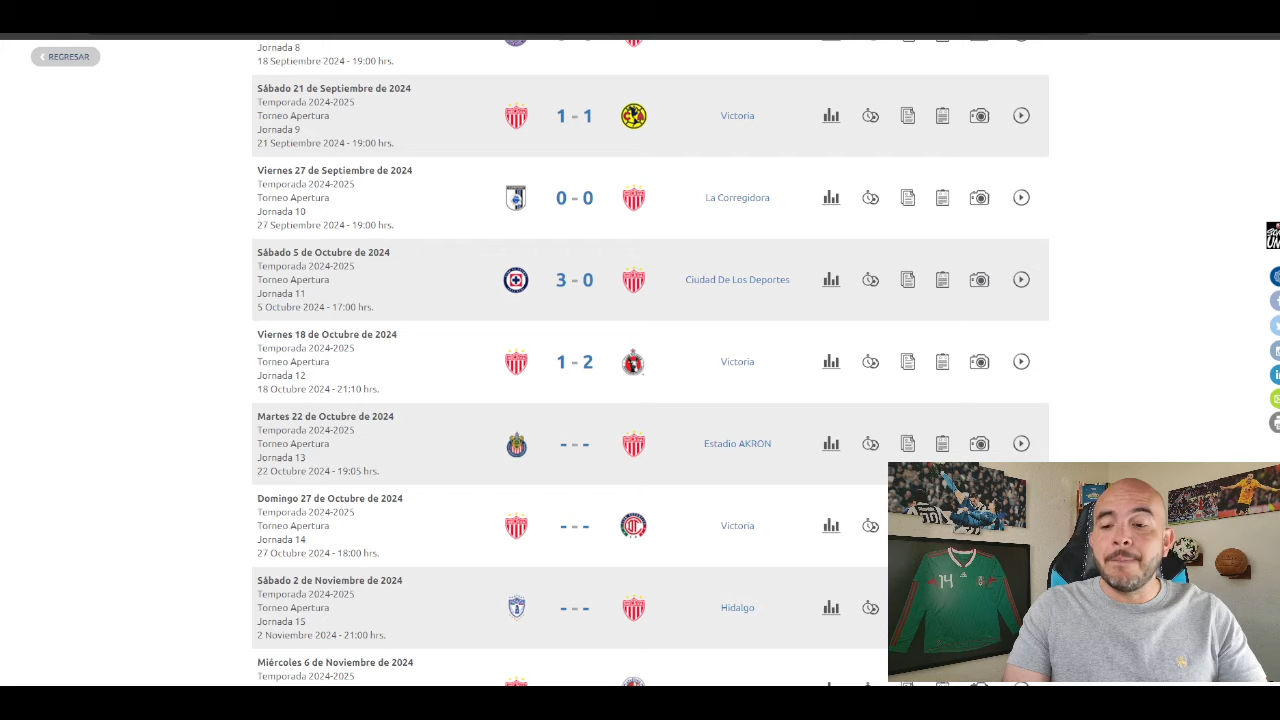 REGRESAR
Jornada 8
18 Septiembre 2024 - 19:00 hrs.
Sábado 21 de Septiembre de 2024
Temporada 2024-2025
Torneo Apertura
Jornada 9
21 Septiembre 2024 - 19:00 hrs.
1 - 1
Victoria
Viernes 27 de Septiembre de 2024
Temporada 2024-2025
Torneo Apertura
Jornada 10
27 Septiembre 2024 - 19:00 hrs.
0 - 0
La Corregidora
Sábado 5 de Octubre de 2024
Temporada 2024-2025
Torneo Apertura
Jornada 11
5 Octubre 2024 - 17:00 hrs.
3 - 0
Ciudad De Los Deportes
Viernes 18 de Octubre de 2024
Temporada 2024-2025
Torneo Apertura
Jornada 12
18 Octubre 2024 - 21:10 hrs.
1 - 2
Victoria
Martes 22 de Octubre de 2024
Temporada 2024-2025
Torneo Apertura
Jornada 13
22 Octubre 2024 - 19:05 hrs.
- - -
Estadio AKRON
Domingo 27 de Octubre de 2024
Temporada 2024-2025
Torneo Apertura
Jornada 14
27 Octubre 2024 - 18:00 hrs.
- - -
Victoria
Sábado 2 de Noviembre de 2024
Temporada 2024-2025
Torneo Apertura
Jornada 15
2 Noviembre 2024 - 21:00 hrs.
- - -
Hidalgo
Miércoles 6 de Noviembre de 2024
Temporada 2024-2025
10
14